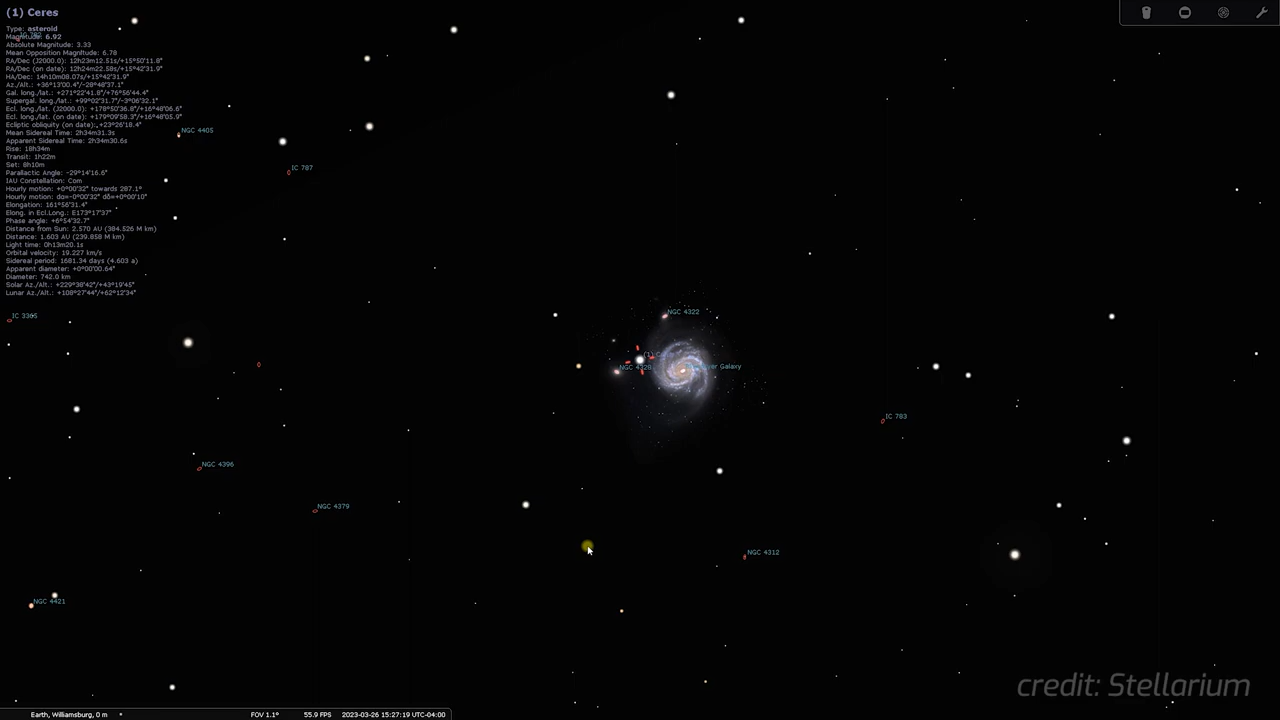 (1) Ceres
Type: asteroid
Magnitude: 6.92
Absolute Magnitude: 3.33
Mean Opposition Magnitude: 6.78
RA/Dec (J2000.0): 12h23m12.51s/+15°50'11.8"
RA/Dec (on date): 12h24m22.58s/+15°42'31.9"
HA/Dec: 14h10m08.07s/+15°42'31.9"
Az./Alt.: +36°13'00.4"/-28°48'37.1"
Gal. long./lat.: +271°22'41.8"/+76°56'44.4"
Supergal. long./lat.: +99°02'31.7"/-3°06'32.1"
Ecl. long./lat. (J2000.0): +178°50'36.8"/+16°48'06.6"
Ecl. long./lat. (on date): +179°09'58.3"/+16°48'05.9"
Ecliptic obliquity (on date): +23°26'18.4"
Mean Sidereal Time: 2h34m31.3s
Apparent Sidereal Time: 2h34m30.6s
Rise: 18h34m
Transit: 1h22m
Set: 8h10m
Parallactic Angle: -29°14'16.6"
IAU Constellation: Com
Hourly motion: +0°00'32" towards 287.1°
Hourly motion: dα=-0°00'32" dδ=+0°00'10"
Elongation: 161°56'31.4"
Elong. in Ecl.Long.: E173°17'37"
Phase angle: +6°54'32.7"
Distance from Sun: 2.570 AU (384.526 M km)
Distance: 1.603 AU (239.858 M km)
Light time: 0h13m20.1s
Orbital velocity: 19.227 km/s
Sidereal period: 1681.34 days (4.603 a)
Apparent diameter: +0°00'00.64"
Diameter: 742.0 km
Solar Az./Alt.: +229°38'42"/+43°19'45"
Lunar Az./Alt.: +108°27'44"/+62°12'34"
NGC 4405
IC 787
NGC 4322
IC 3365
(1)
NGC 4328
Galaxy
IC 783
NGC 4396
NGC 4379
NGC 4312
NGC 4421
credit: Stellarium
Earth, Williamsburg, 0 m
FOV 1.1°
55.9 FPS
2023-03-26 15:27:19 UTC-04:00